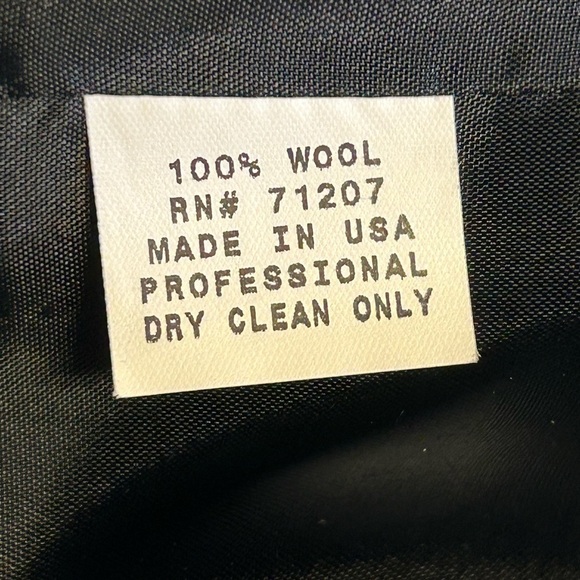 100% WOOL
RN# 71207
MADE IN USA
PROFESSIONAL
DRY CLEAN ONLY